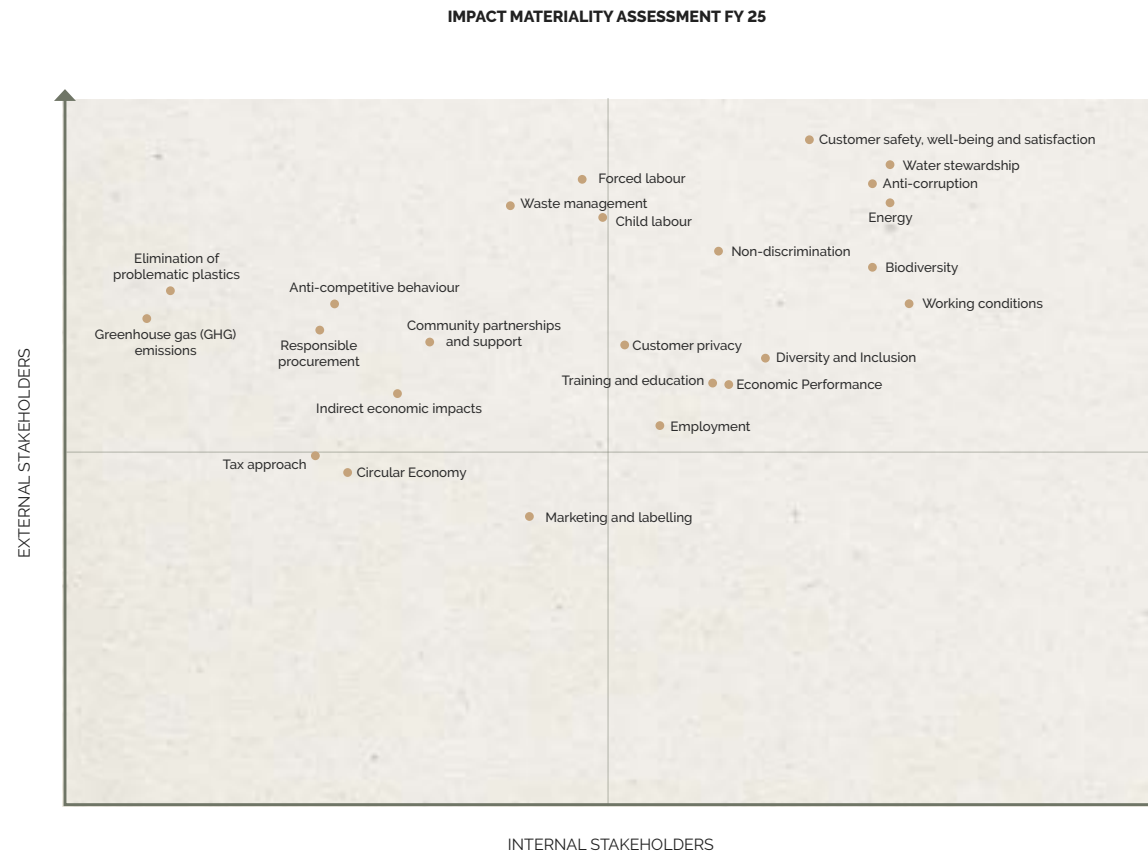 IMPACT MATERIALITY ASSESSMENT FY 25
Customer safety, well-being and satisfaction
Water stewardship
Forced labour
Anti-corruption
Waste management
Energy
Child labour
Non-discrimination
Elimination of
problematic plastics
Biodiversity
Anti-competitive behaviour
Working conditions
Greenhouse gas (GHG)
emissions
Community partnerships
and support
Responsible
procurement
Customer privacy
Diversity and Inclusion
Training and education
Economic Performance
Indirect economic impacts
Employment
Tax approach
Circular Economy
Marketing and labelling
EXTERNAL STAKEHOLDERS
INTERNAL STAKEHOLDERS